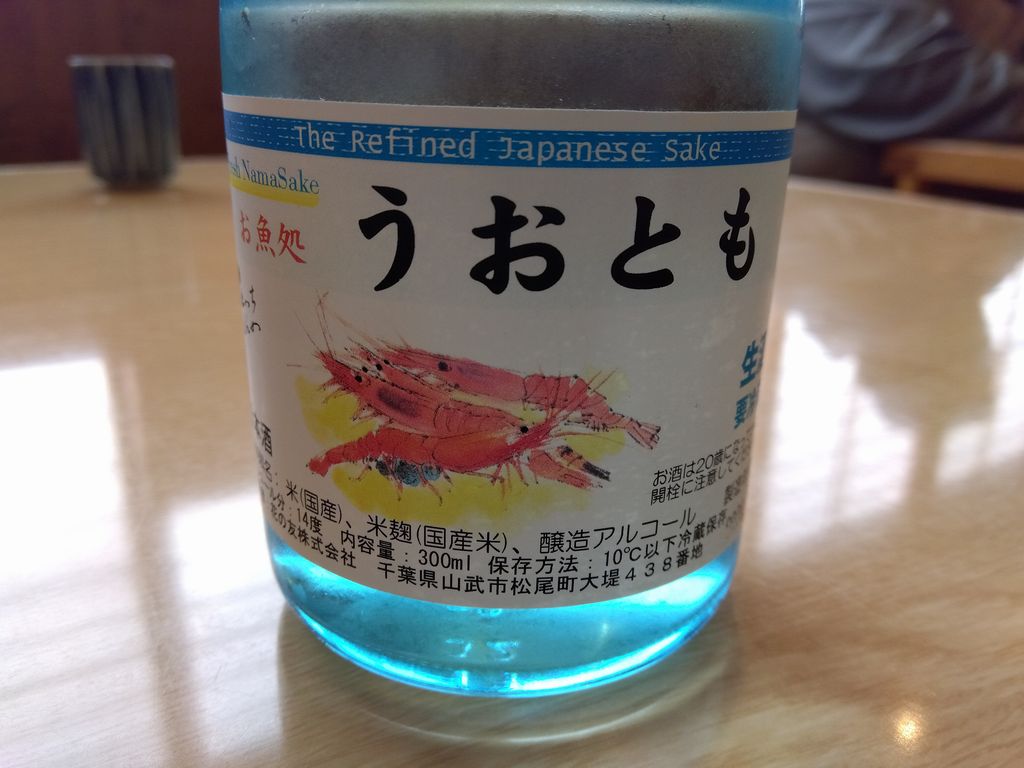 The Refined Japanese Sake
NamaSake
お魚処
うおとも
お酒は20歳にな
開栓に注意してく
米(国産)、米麹(国産米)、醸造アルコール
14度 内容量:300ml 保存方法:10℃以下冷蔵保存
の友株式会社 千葉県山武市松尾町大堤438番地